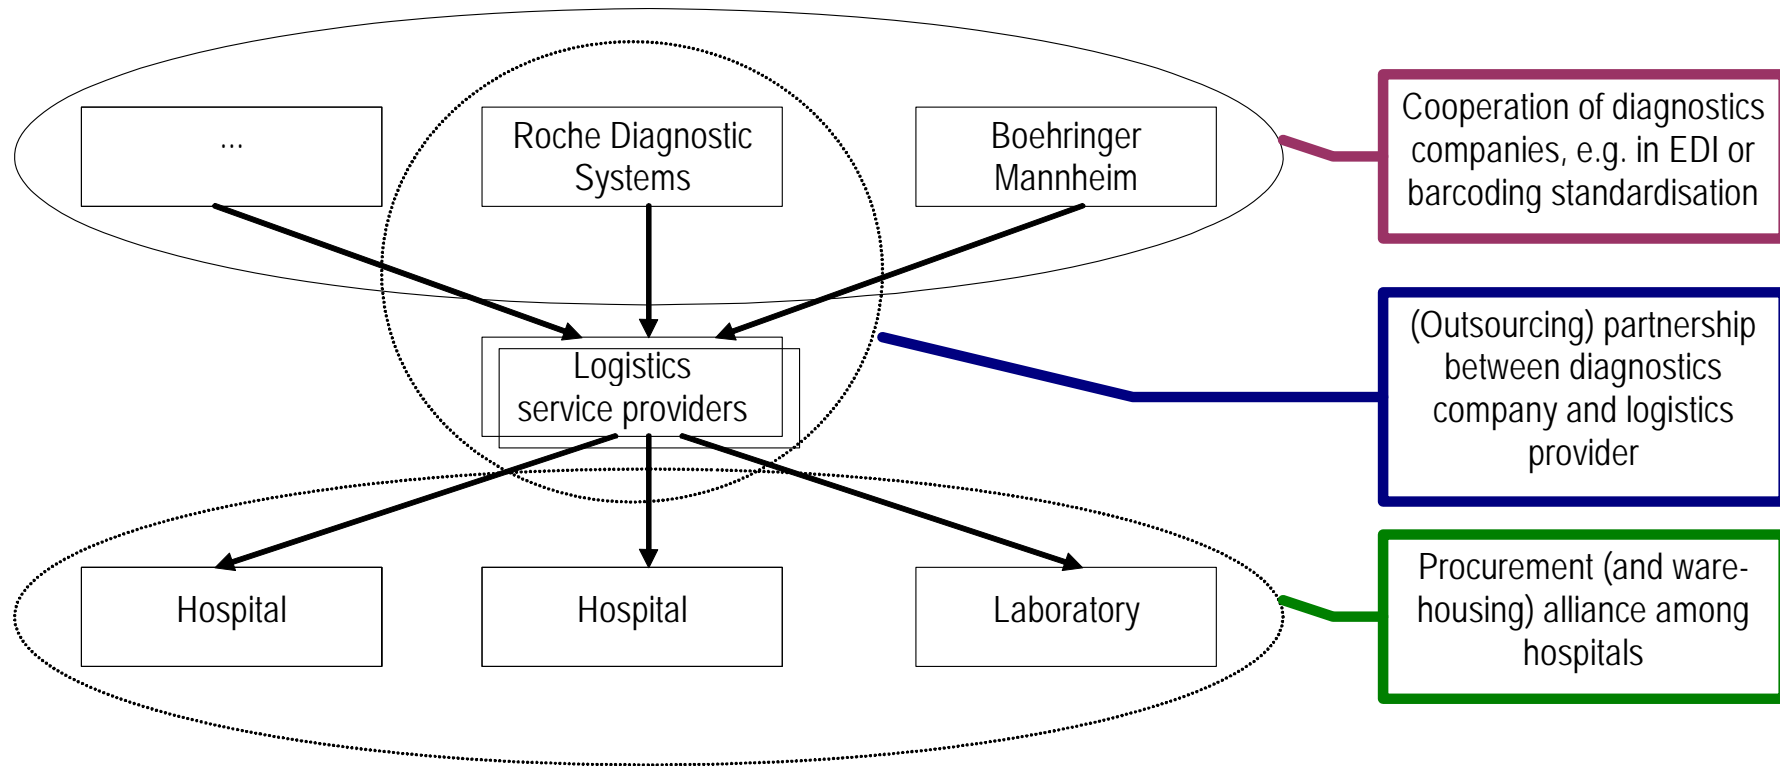 ...
Roche Diagnostic
Systems
Boehringer
Mannheim
Cooperation of diagnostics
companies, e.g. in EDI or
barcoding standardisation
Logistics
service providers
(Outsourcing) partnership
between diagnostics
company and logistics
provider
Hospital
Hospital
Laboratory
Procurement (and ware-
housing) alliance among
hospitals